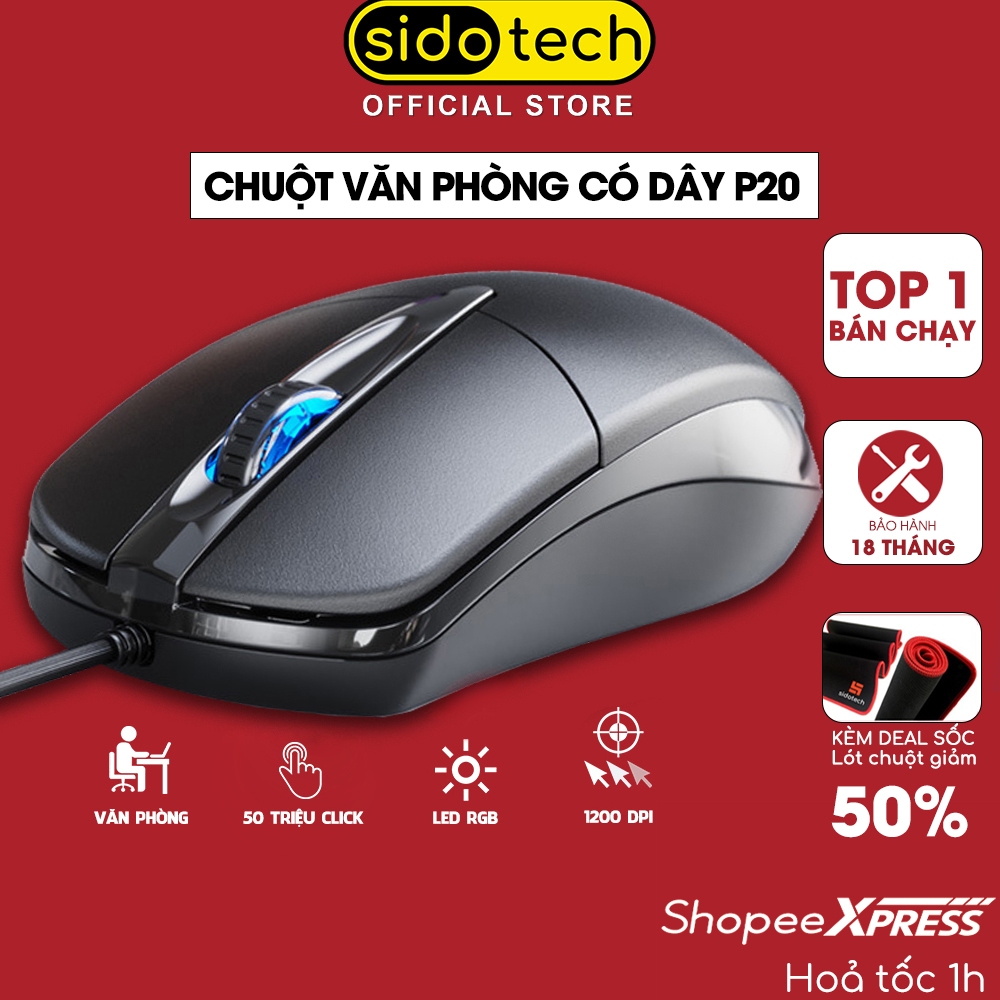 sidotech
OFFICIAL STORE
CHUỘT VĂN PHÒNG CÓ DÂY P20
TOP 1
BÁN CHẠY
BẢO HÀNH
18 THÁNG
sidotech
KÈM DEAL SỐC
Lót chuột giảm
50%
VĂN PHÒNG
50 TRIỆU CLICK
LED RGB
1200 DPI
ShopeeXPRESS
Hoả tốc 1h